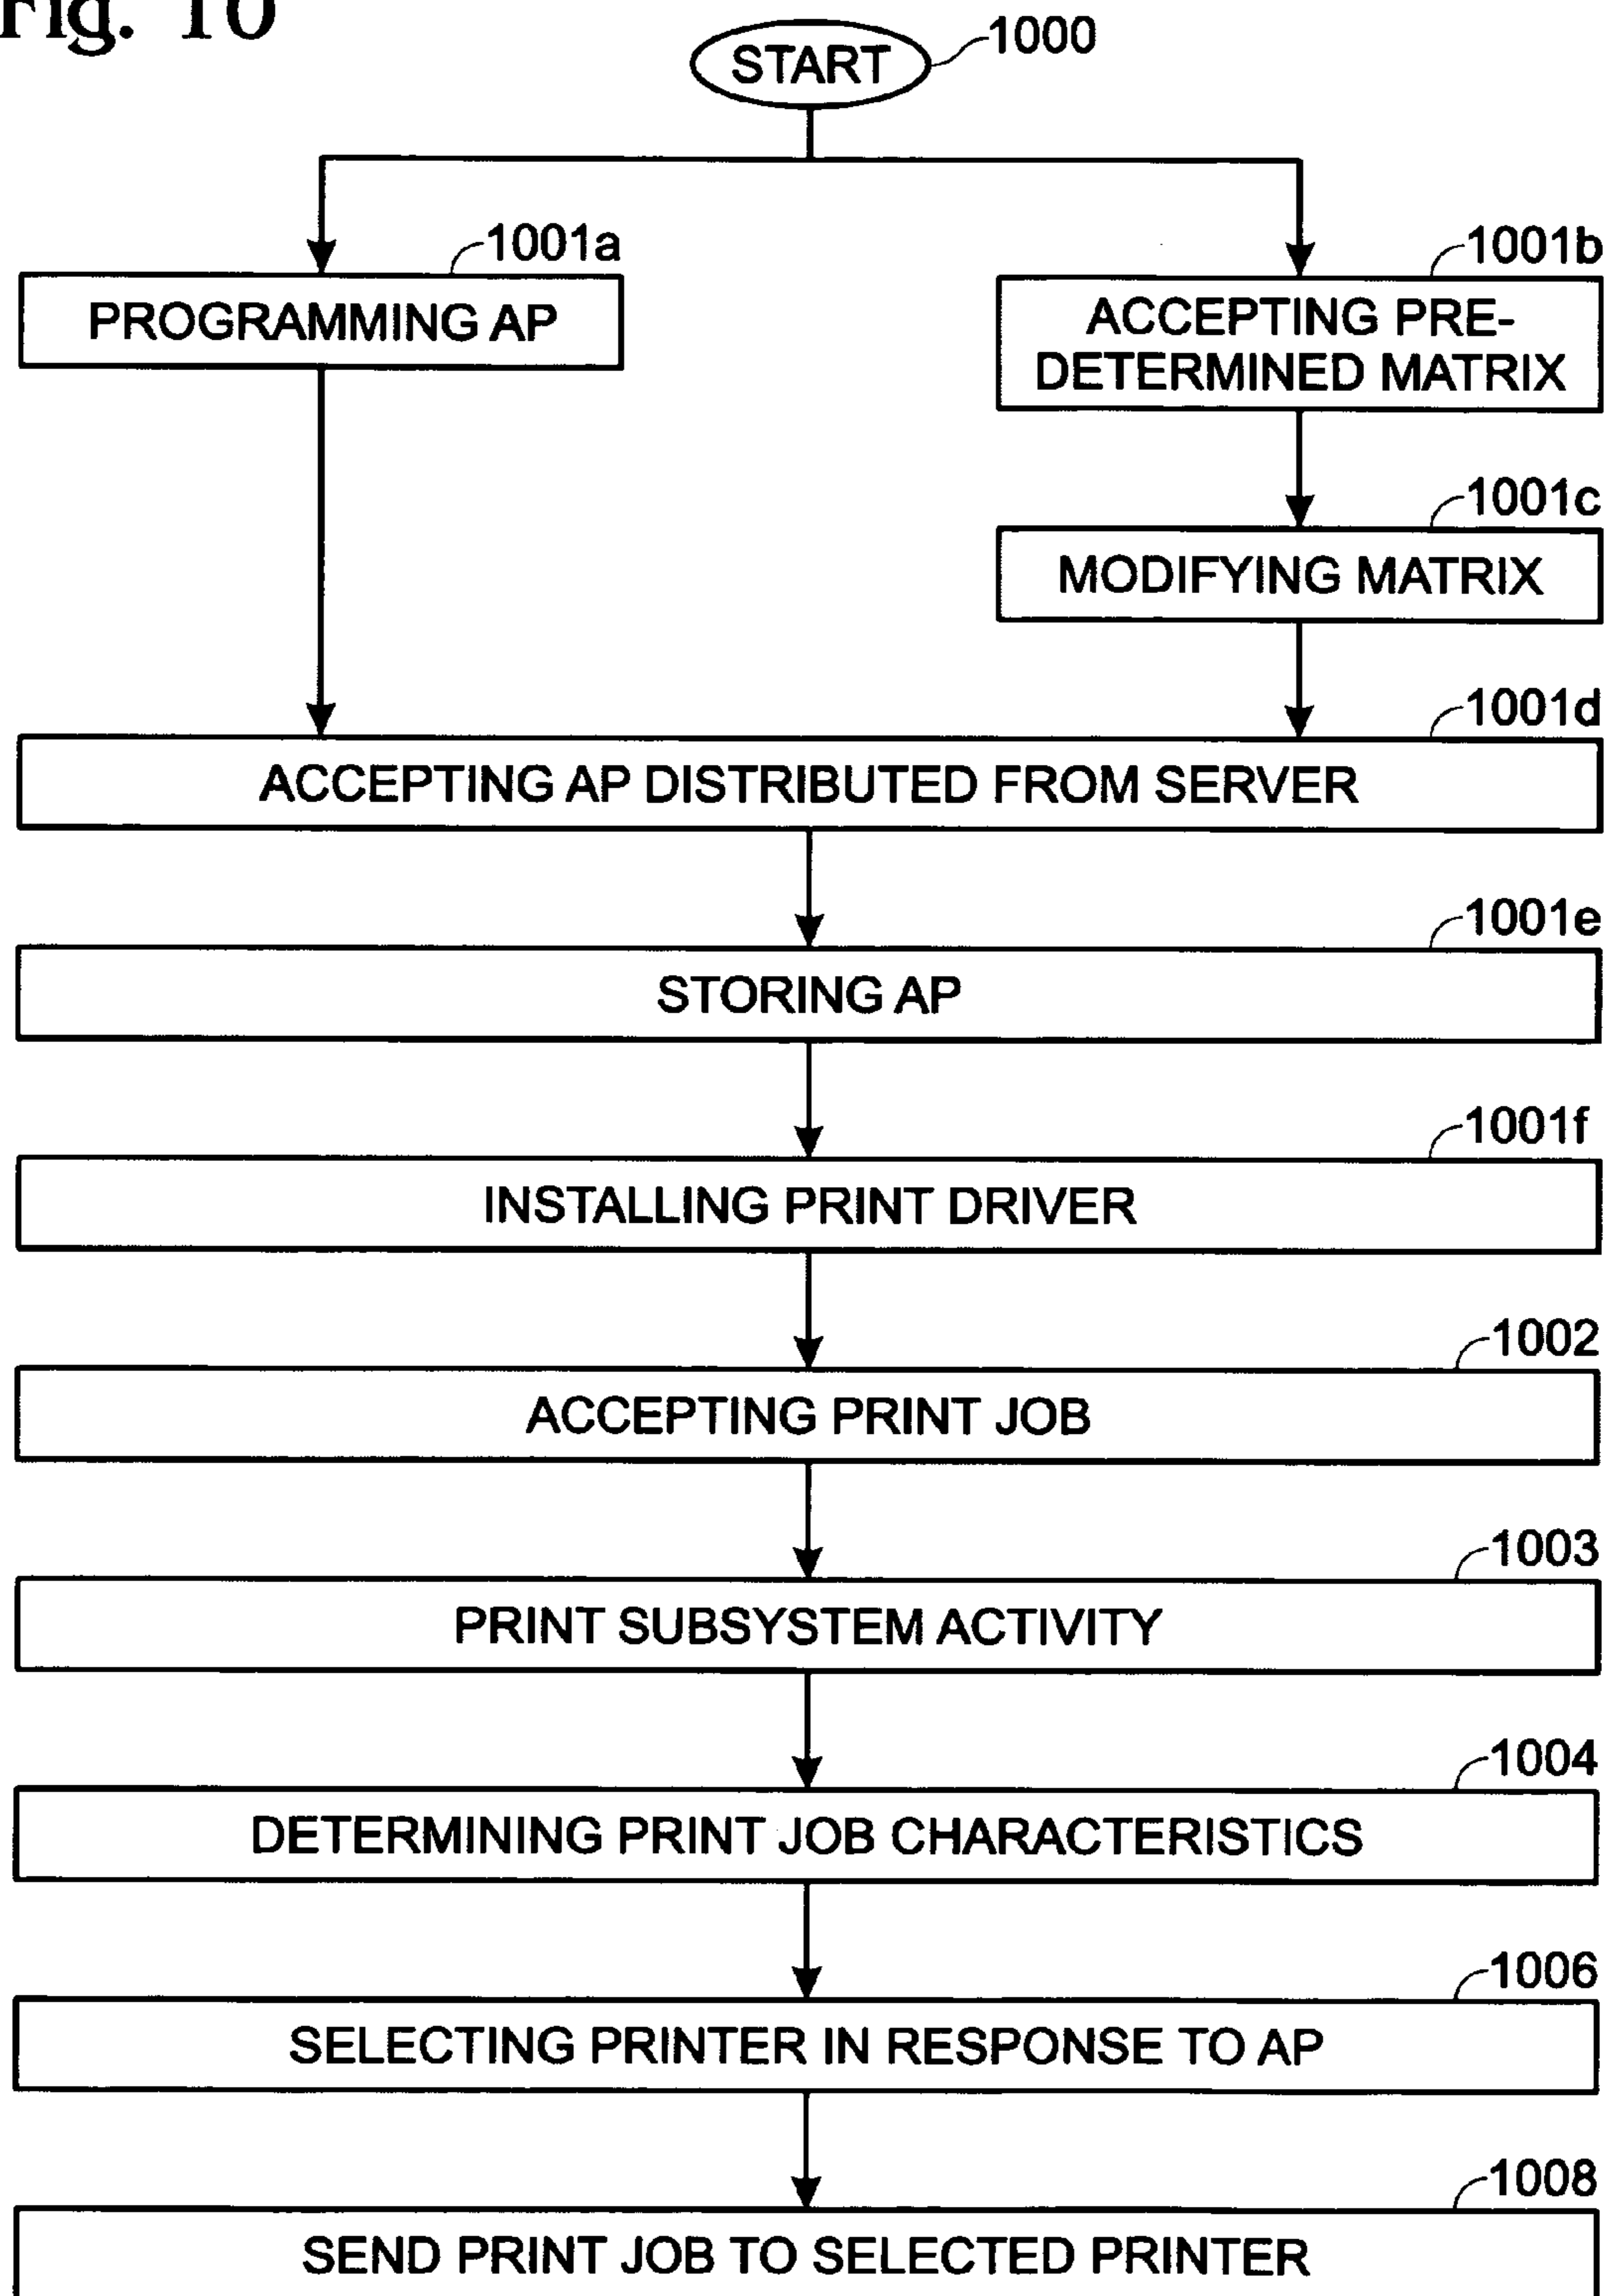 Fig. 10
START
1000
1001a
PROGRAMMING AP
1001b
ACCEPTING PRE-
DETERMINED MATRIX
1001c
MODIFYING MATRIX
1001d
ACCEPTING AP DISTRIBUTED FROM SERVER
1001e
STORING AP
1001f
INSTALLING PRINT DRIVER
1002
ACCEPTING PRINT JOB
1003
PRINT SUBSYSTEM ACTIVITY
1004
DETERMINING PRINT JOB CHARACTERISTICS
1006
SELECTING PRINTER IN RESPONSE TO AP
1008
SEND PRINT JOB TO SELECTED PRINTER